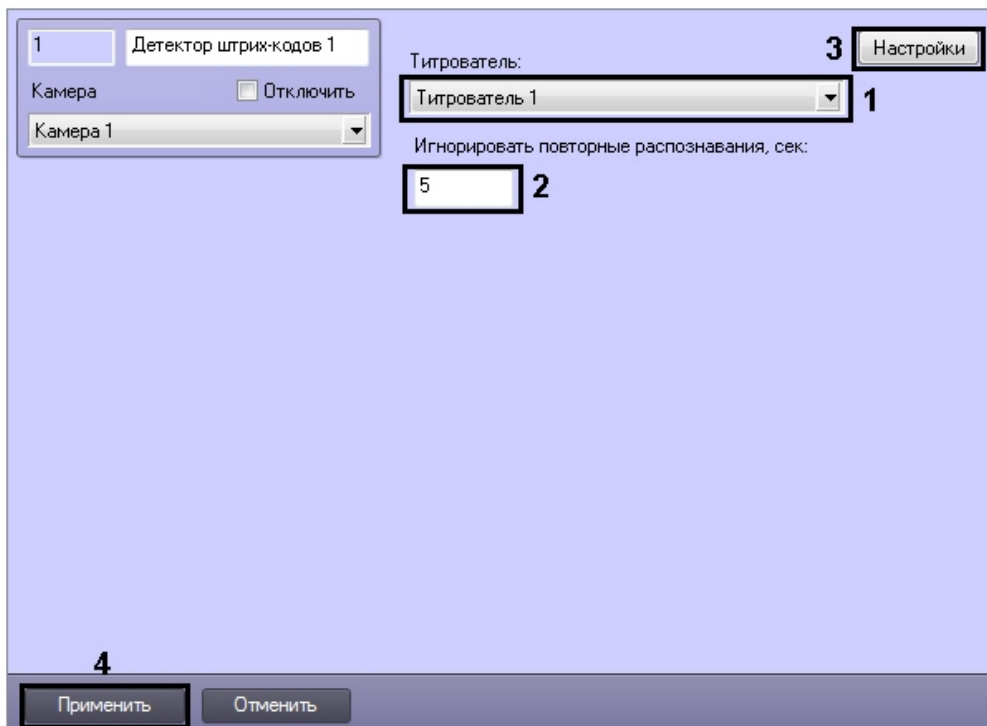 1
Детектор штрих-кодов 1
Камера
Отключить
Камера 1
Титрователь:
3
Настройки
Титрователь 1
1
Игнорировать повторные распознавания, сек:
5
2
4
Применить
Отменить